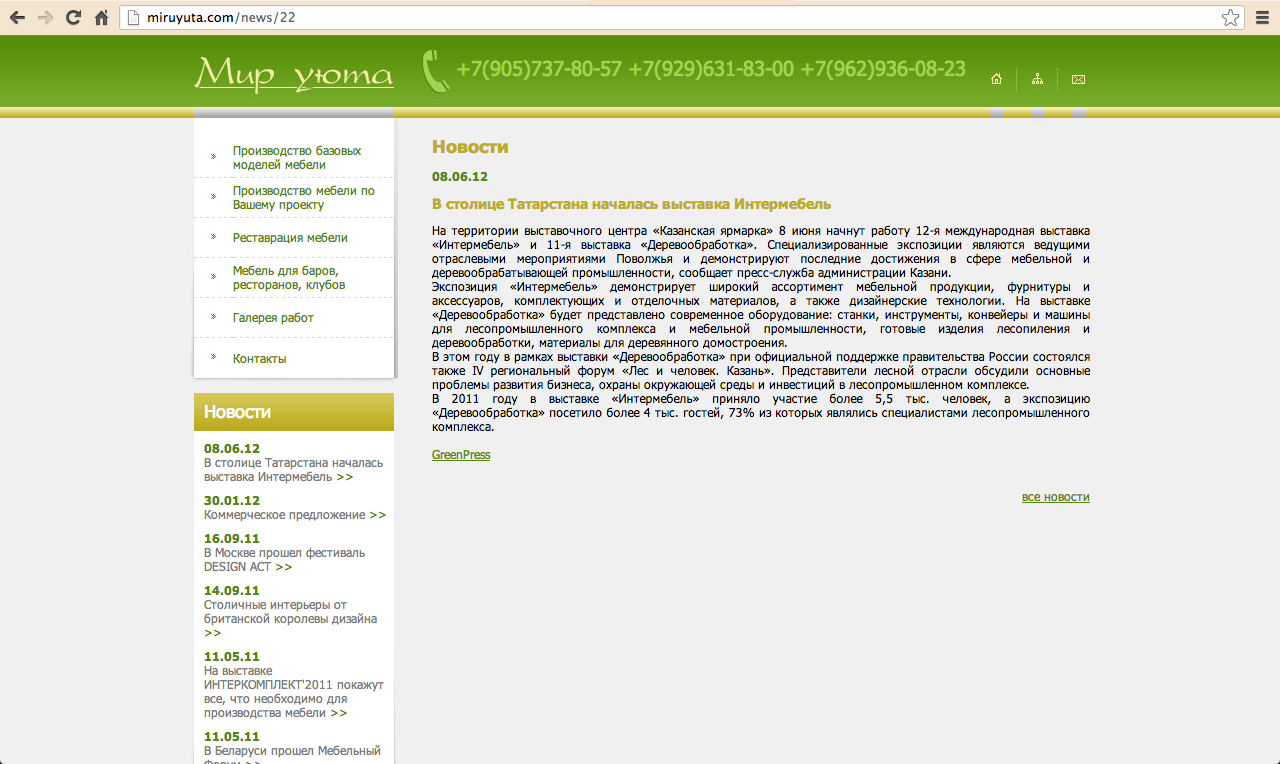 miruyuta.com/news/22
Мир уюта
+7(905)737-80-57 +7(929)631-83-00 +7(962)936-08-23
Производство базовых
моделей мебели
Производство мебели по
Вашему проекту
Реставрация мебели
Мебель для баров,
ресторанов, клубов
Галерея работ
Контакты
Новости
08.06.12
В столице Татарстана началась
выставка Интермебель >>
30.01.12
Коммерческое предложение >>
16.09.11
В Москве прошел фестиваль
DESIGN ACT >>
14.09.11
Столичные интерьеры от
британской королевы дизайна
>>
11.05.11
На выставке
ИНТЕРКОМПЛЕКТ'2011 покажут
все, что необходимо для
производства мебели >>
11.05.11
В Беларуси прошел Мебельный
Форум >>
Новости
08.06.12
В столице Татарстана началась выставка Интермебель
На территории выставочного центра «Казанская ярмарка» 8 июня начнут работу 12-я международная выставка
«Интермебель» и 11-я выставка «Деревообработка». Специализированные экспозиции являются ведущими
отраслевыми мероприятиями Поволжья и демонстрируют последние достижения в сфере мебельной и
деревообрабатывающей промышленности, сообщает пресс-служба администрации Казани.
Экспозиция «Интермебель» демонстрирует широкий ассортимент мебельной продукции, фурнитуры и
аксессуаров, комплектующих и отделочных материалов, а также дизайнерские технологии. На выставке
«Деревообработка» будет представлено современное оборудование: станки, инструменты, конвейеры и машины
для лесопромышленного комплекса и мебельной промышленности, готовые изделия лесопиления и
деревообработки, материалы для деревянного домостроения.
В этом году в рамках выставки «Деревообработка» при официальной поддержке правительства России состоялся
также IV региональный форум «Лес и человек. Казань». Представители лесной отрасли обсудили основные
проблемы развития бизнеса, охраны окружающей среды и инвестиций в лесопромышленном комплексе.
В 2011 году в выставке «Интермебель» приняло участие более 5,5 тыс. человек, а экспозицию
«Деревообработка» посетило более 4 тыс. гостей, 73% из которых являлись специалистами лесопромышленного
комплекса.
GreenPress
все новости